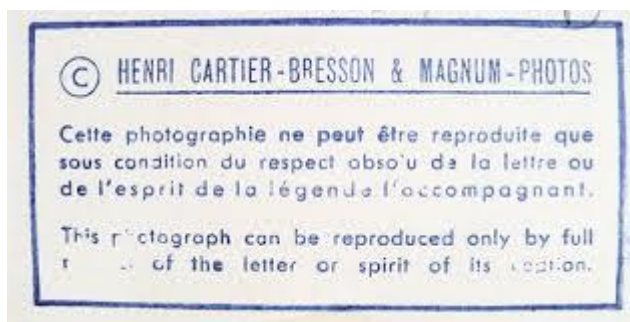 © HENRI CARTIER-BRESSON & MAGNUM-PHOTOS
Cette photographie ne peut être reproduite que
sous condition du respect absolu de la lettre ou
de l'esprit de la légende l'accompagnant.
This photograph can be reproduced only by full
of the letter or spirit of its caption.